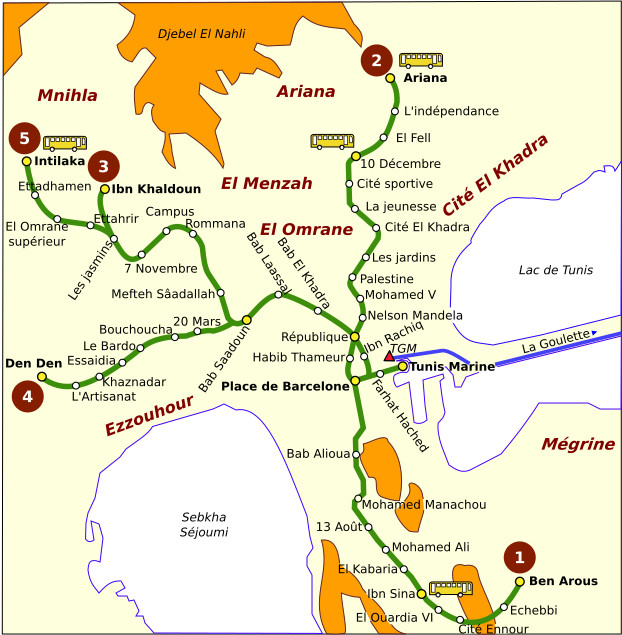 Djebel El Nahli
2
Ariana
Mnihla
Ariana
L'indépendance
5
Intilaka
3
El Fell
10 Décembre
Cité El Khadra
Ettadhamen
Ibn Khaldoun
El Menzah
Cité sportive
La jeunesse
El Omrane
supérieur
Ettahrir
Campus
Rommana
El Omrane
Cité El Khadra
Les jasmins
7 Novembre
Bab Laassal
Bab El Khadra
Les jardins
Lac de Tunis
Palestine
Mefteh Sâadallah
Mohamed V
20 Mars
Bouchoucha
Nelson Mandela
République
Ibn Rachiq
La Goulette
Le Bardo
Essaidia
Bab Saadoun
Habib Thameur
TGM
Den Den
Khaznadar
Place de Barcelone
Tunis Marine
4
L'Artisanat
Farhat Hached
Ezzouhour
Mégrine
Bab Alioua
Mohamed Manachou
Sebkha
Séjoumi
13 Août
Mohamed Ali
El Kabaria
1
Ben Arous
Ibn Sina
Echebbi
El Ouardia VI
Cité Ennour